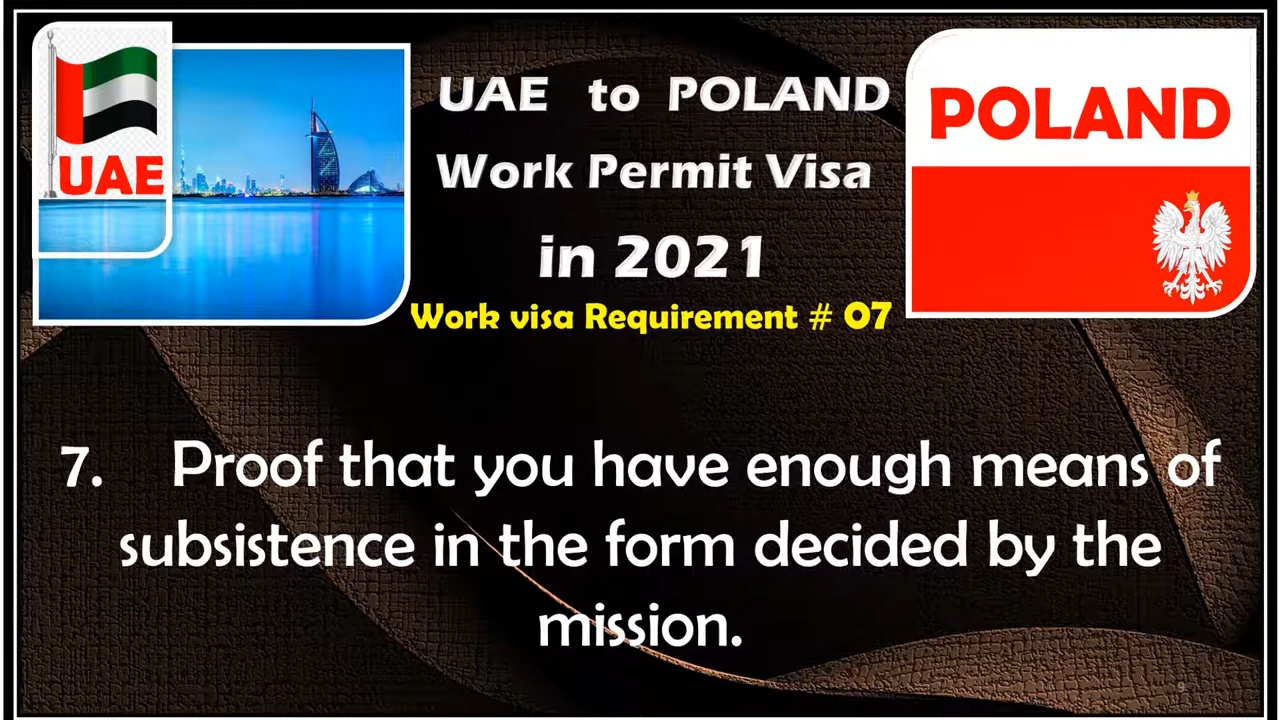 UAE
UAE to POLAND
Work Permit Visa
in 2021
Work visa Requirement # 07
POLAND
7. Proof that you have enough means of
subsistence in the form decided by the
mission.
9